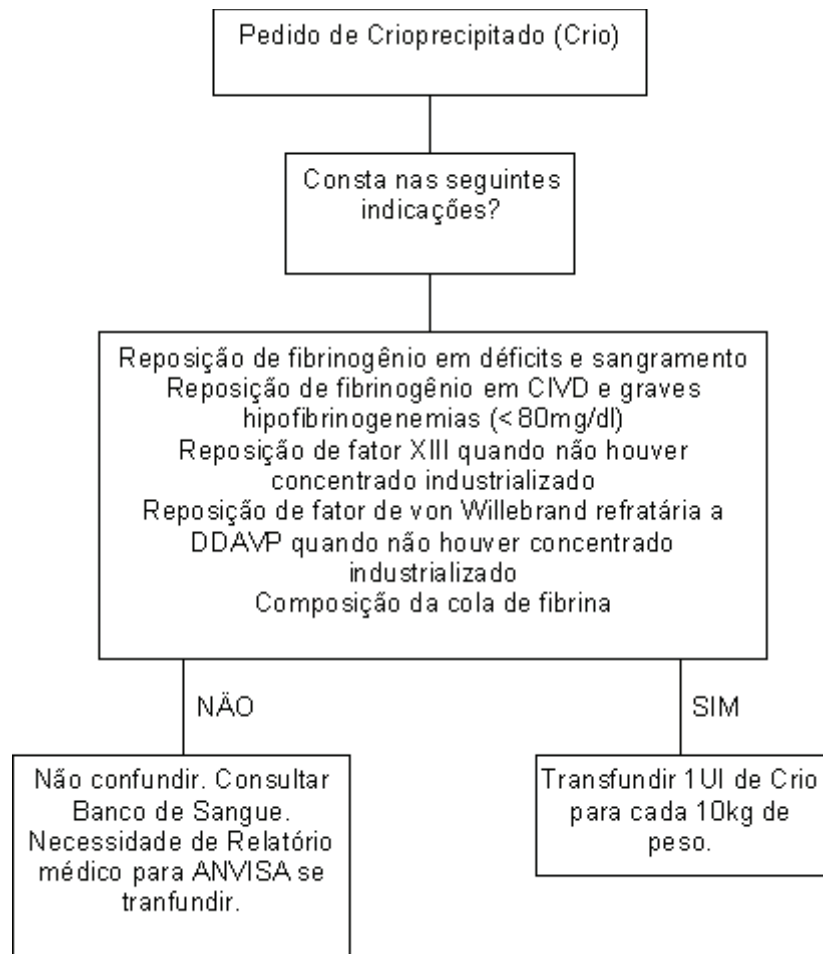 Pedido de Crioprecipitado (Crio)
Consta nas seguintes
indicações?
Reposição de fibrinogênio em déficits e sangramento
Reposição de fibrinogênio em CIVD e graves
hipofibrinogenemias (< 80mg/dl)
Reposição de fator XIII quando não houver
concentrado industrializado
Reposição de fator de von Willebrand refratária a
DDAVP quando não houver concentrado
industrializado
Composição da cola de fibrina
NÃO
SIM
Não confundir. Consultar
Banco de Sangue.
Necessidade de Relatório
médico para ANVISA se
tranfundir.
Transfundir 1UI de Crio
para cada 10kg de
peso.